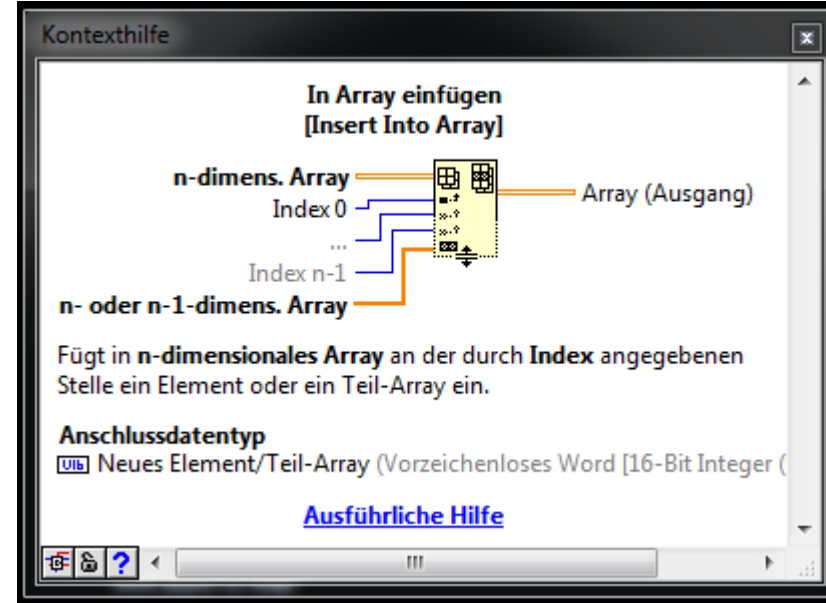 Kontexthilfe
In Array einfügen
[Insert Into Array]
n-dimens. Array
Index 0
...
Index n-1
n- oder n-1-dimens. Array
Array (Ausgang)
Fügt in n-dimensionales Array an der durch Index angegebenen
Stelle ein Element oder ein Teil-Array ein.
Anschlussdatentyp
U16 Neues Element/Teil-Array (Vorzeichenloses Word [16-Bit Integer (
Ausführliche Hilfe
?